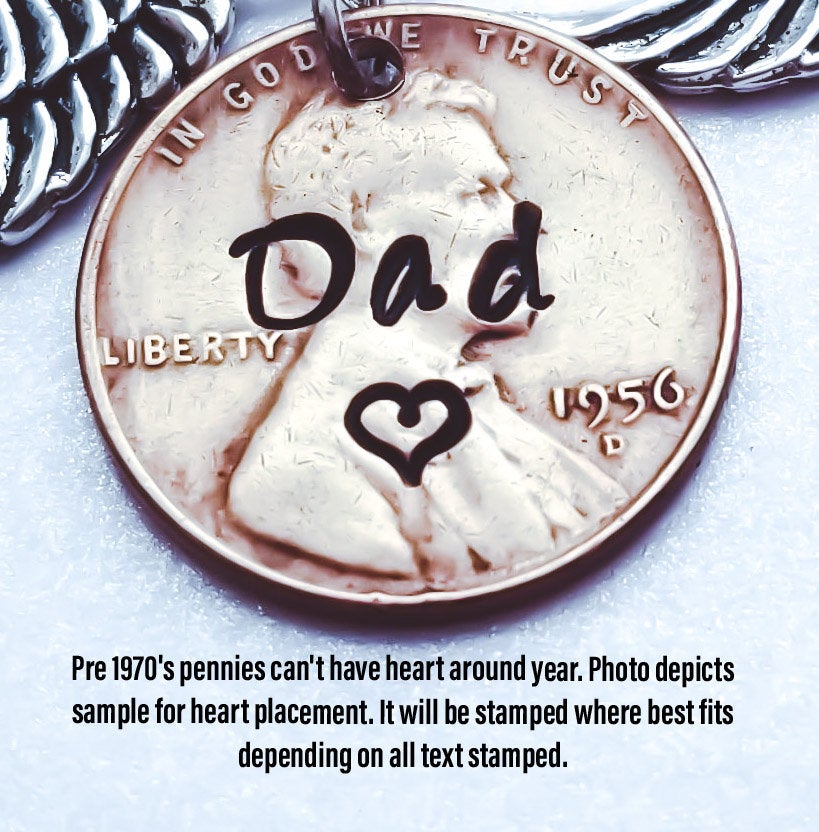 IN GOD WE TRUST
Dad
LIBERTY
1956
D
Pre 1970's pennies can't have heart around year. Photo depicts
sample for heart placement. It will be stamped where best fits
depending on all text stamped.